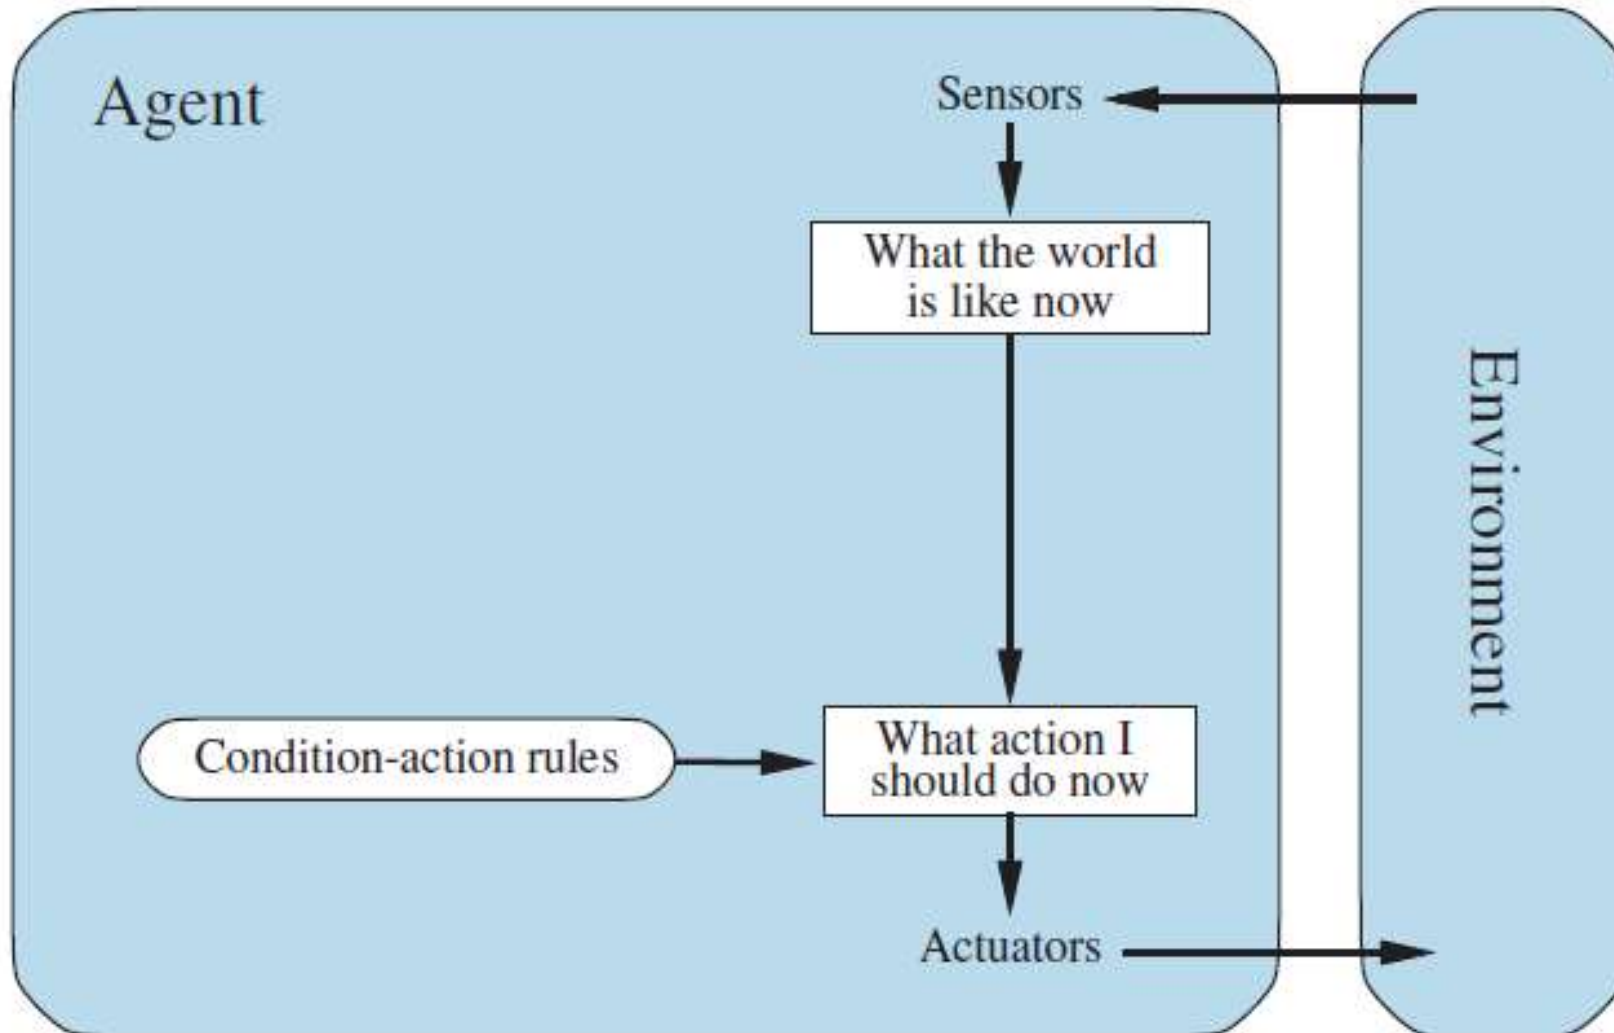 Agent
Sensors
What the world
is like now
Environment
Condition-action rules
What action I
should do now
Actuators